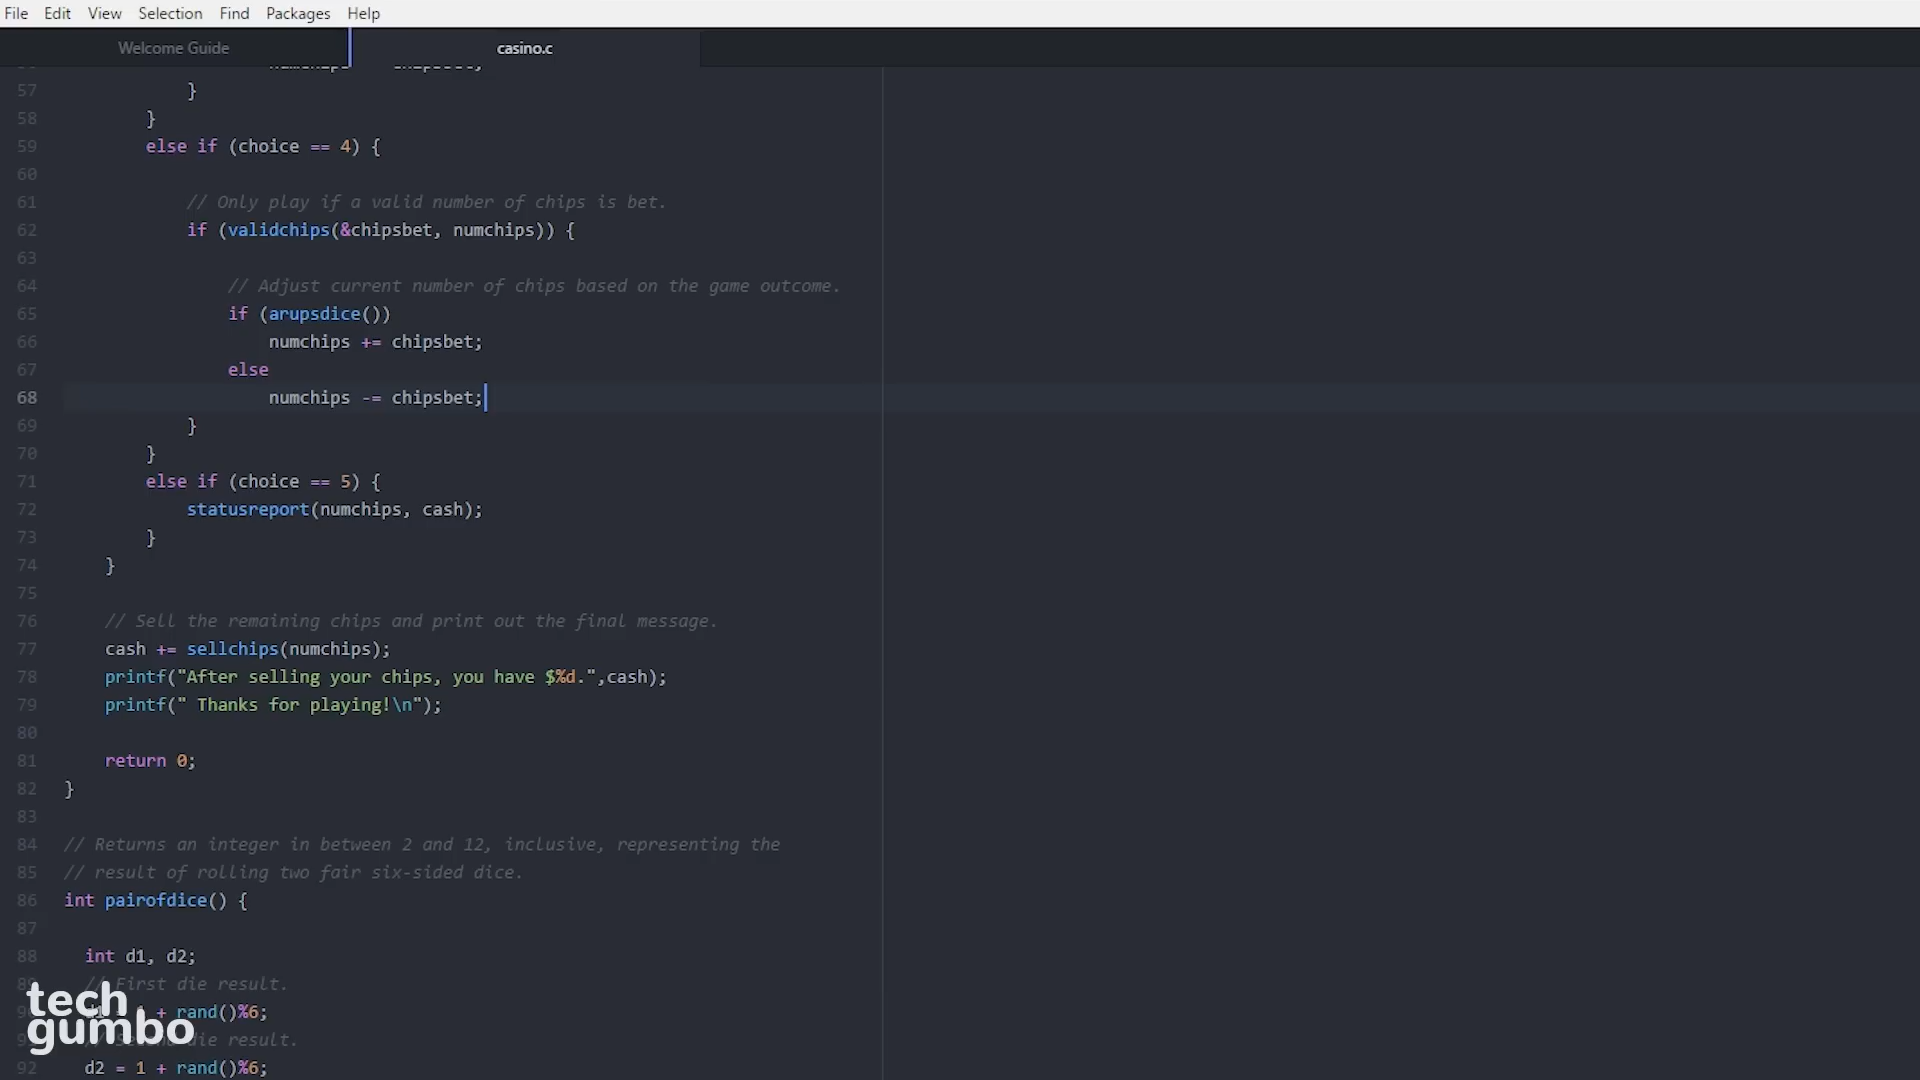 File Edit View Selection Find Packages Help
Welcome Guide casino.c
57 }
58 }
59 else if (choice == 4) {
60
61 // Only play if a valid number of chips is bet.
62 if (validchips(&chipsbet, numchips)) {
63
64 // Adjust current number of chips based on the game outcome.
65 if (arupsdice())
66 numchips += chipsbet;
67 else
68 numchips -= chipsbet;
69 }
70 }
71 else if (choice == 5) {
72 statusreport(numchips, cash);
73 }
74 }
75
76 // Sell the remaining chips and print out the final message.
77 cash += sellchips(numchips);
78 printf("After selling your chips, you have $%d.",cash);
79 printf(" Thanks for playing!\n");
80
81 return 0;
82 }
83
84 // Returns an integer in between 2 and 12, inclusive, representing the
85 // result of rolling two fair six-sided dice.
86 int pairofdice() {
87
88 int d1, d2;
// First die result.
+ rand()%6;
die result.
92 d2 = 1 + rand()%6;
tech
gumbo